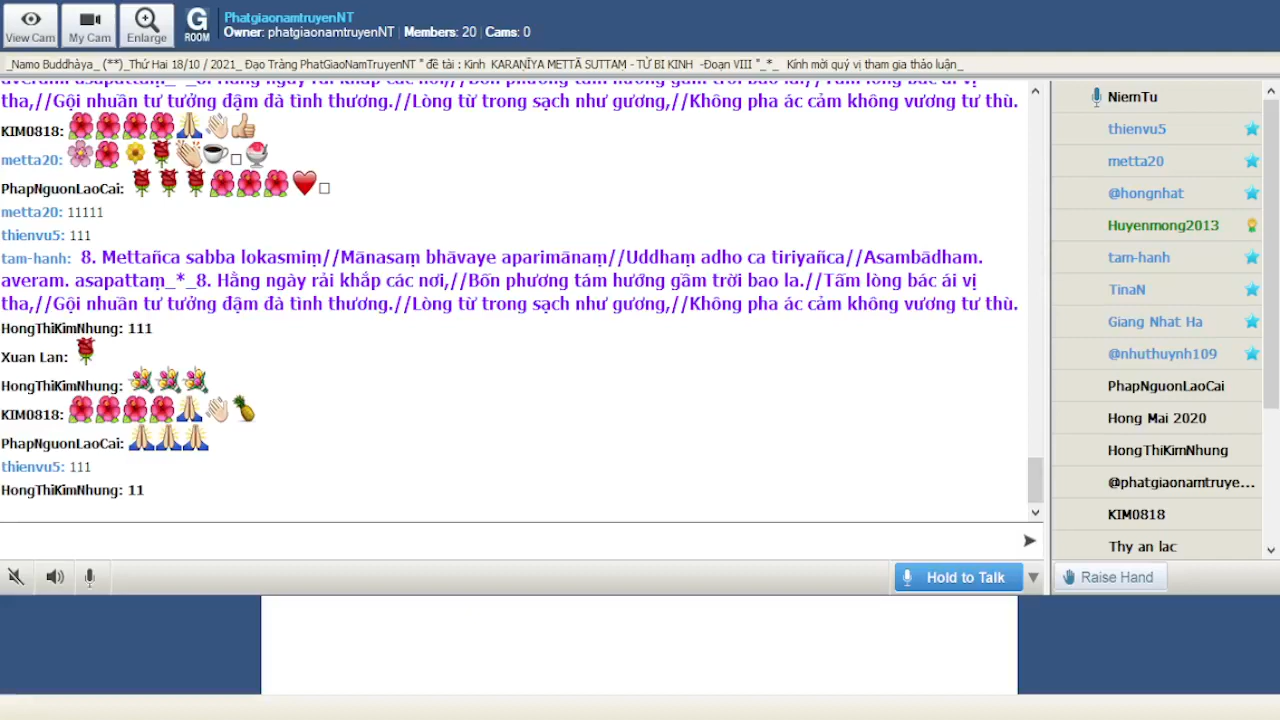 View Cam
My Cam
Enlarge
G
ROOM
PhatgiaonamtruyenNT
Owner: phatgiaonamtruyenNT | Members: 20 | Cams: 0
_Namo Buddhàya_ (**)_Thứ Hai 18/10 / 2021_ Đạo Tràng PhatGiaoNamTruyenNT " đề tài : Kinh KARAṆĪYA METTĀ SUTTAṂ - TỪ BI KINH -Đoạn VIII "_*_ Kính mời quý vị tham gia thảo luận_
averaṃ asapattaṃ_*_8. Hằng ngày rải khắp các nơi,//Bốn phương tám hướng gầm trời bao la.//Tấm lòng bác ái vị
tha,//Gội nhuần tư tưởng đậm đà tình thương.//Lòng từ trong sạch như gương,//Không pha ác cảm không vương tư thù.
KIM0818:
metta20:
PhapNguonLaoCai:
metta20: 11111
thienvu5: 111
tam-hanh: 8. Mettañca sabba lokasmiṃ//Mānasaṃ bhāvaye aparimānaṃ//Uddhaṃ adho ca tiriyañca//Asambādham.
averam. asapattaṃ_*_8. Hằng ngày rải khắp các nơi,//Bốn phương tám hướng gầm trời bao la.//Tấm lòng bác ái vị
tha,//Gội nhuần tư tưởng đậm đà tình thương.//Lòng từ trong sạch như gương,//Không pha ác cảm không vương tư thù.
HongThiKimNhung: 111
Xuan Lan:
HongThiKimNhung:
KIM0818:
PhapNguonLaoCai:
thienvu5: 111
HongThiKimNhung: 11
Hold to Talk
NiemTu
thienvu5
metta20
@hongnhat
Huyenmong2013
tam-hanh
TinaN
Giang Nhat Ha
@nhuthuynh109
PhapNguonLaoCai
Hong Mai 2020
HongThiKimNhung
@phatgiaonamtruye...
KIM0818
Thy an lac
Raise Hand